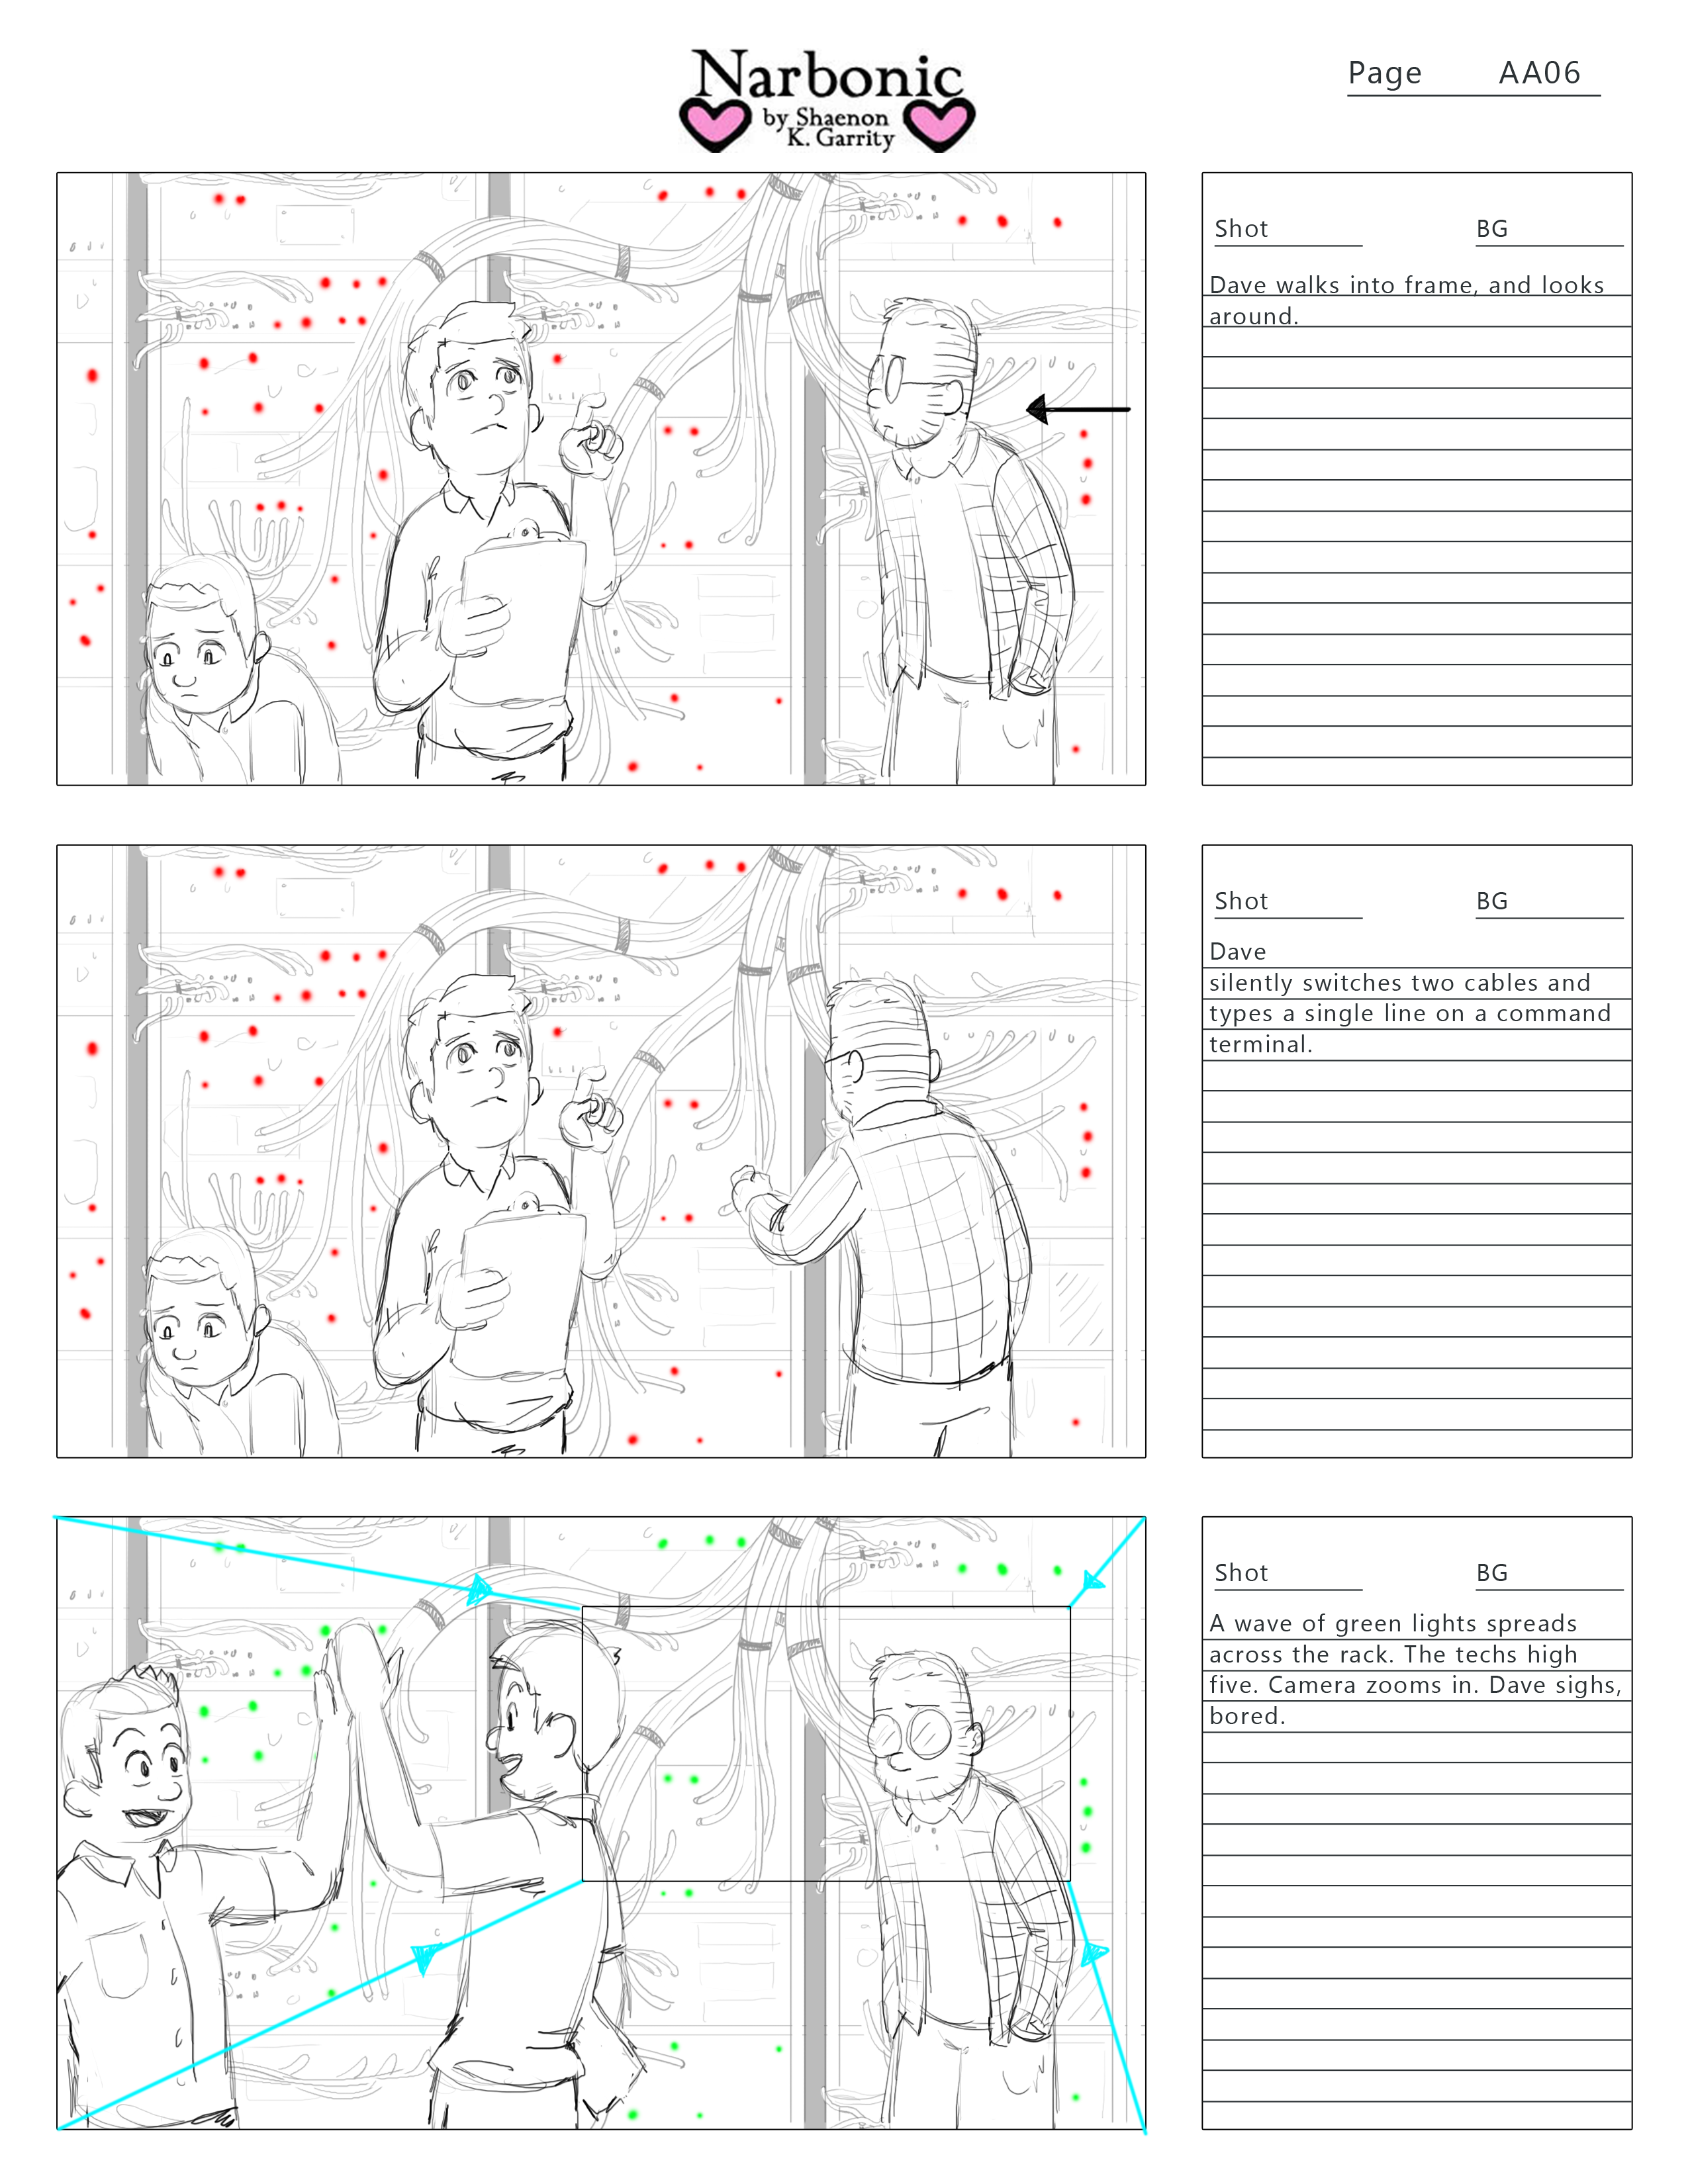 Narbonic
by Shaenon
K. Garrity
Page AA06
Shot BG
Dave walks into frame, and looks
around.
Shot BG
Dave
silently switches two cables and
types a single line on a command
terminal.
Shot BG
A wave of green lights spreads
across the rack. The techs high
five. Camera zooms in. Dave sighs,
bored.